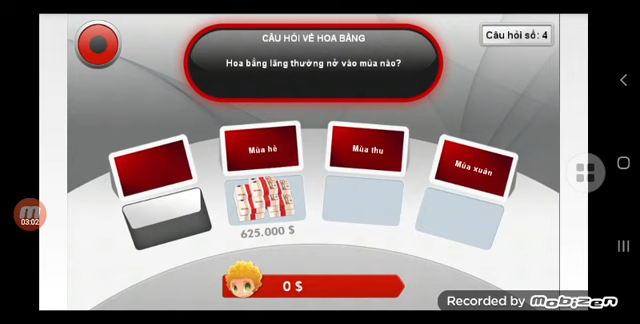 CÂU HỎI VỀ HOA BẰNG
Câu hỏi số: 4
Hoa bằng lăng thường nở vào mùa nào?
Mùa hè
Mùa thu
Mùa xuân
03:02
625.000 $
0 $
Recorded by Mobizen